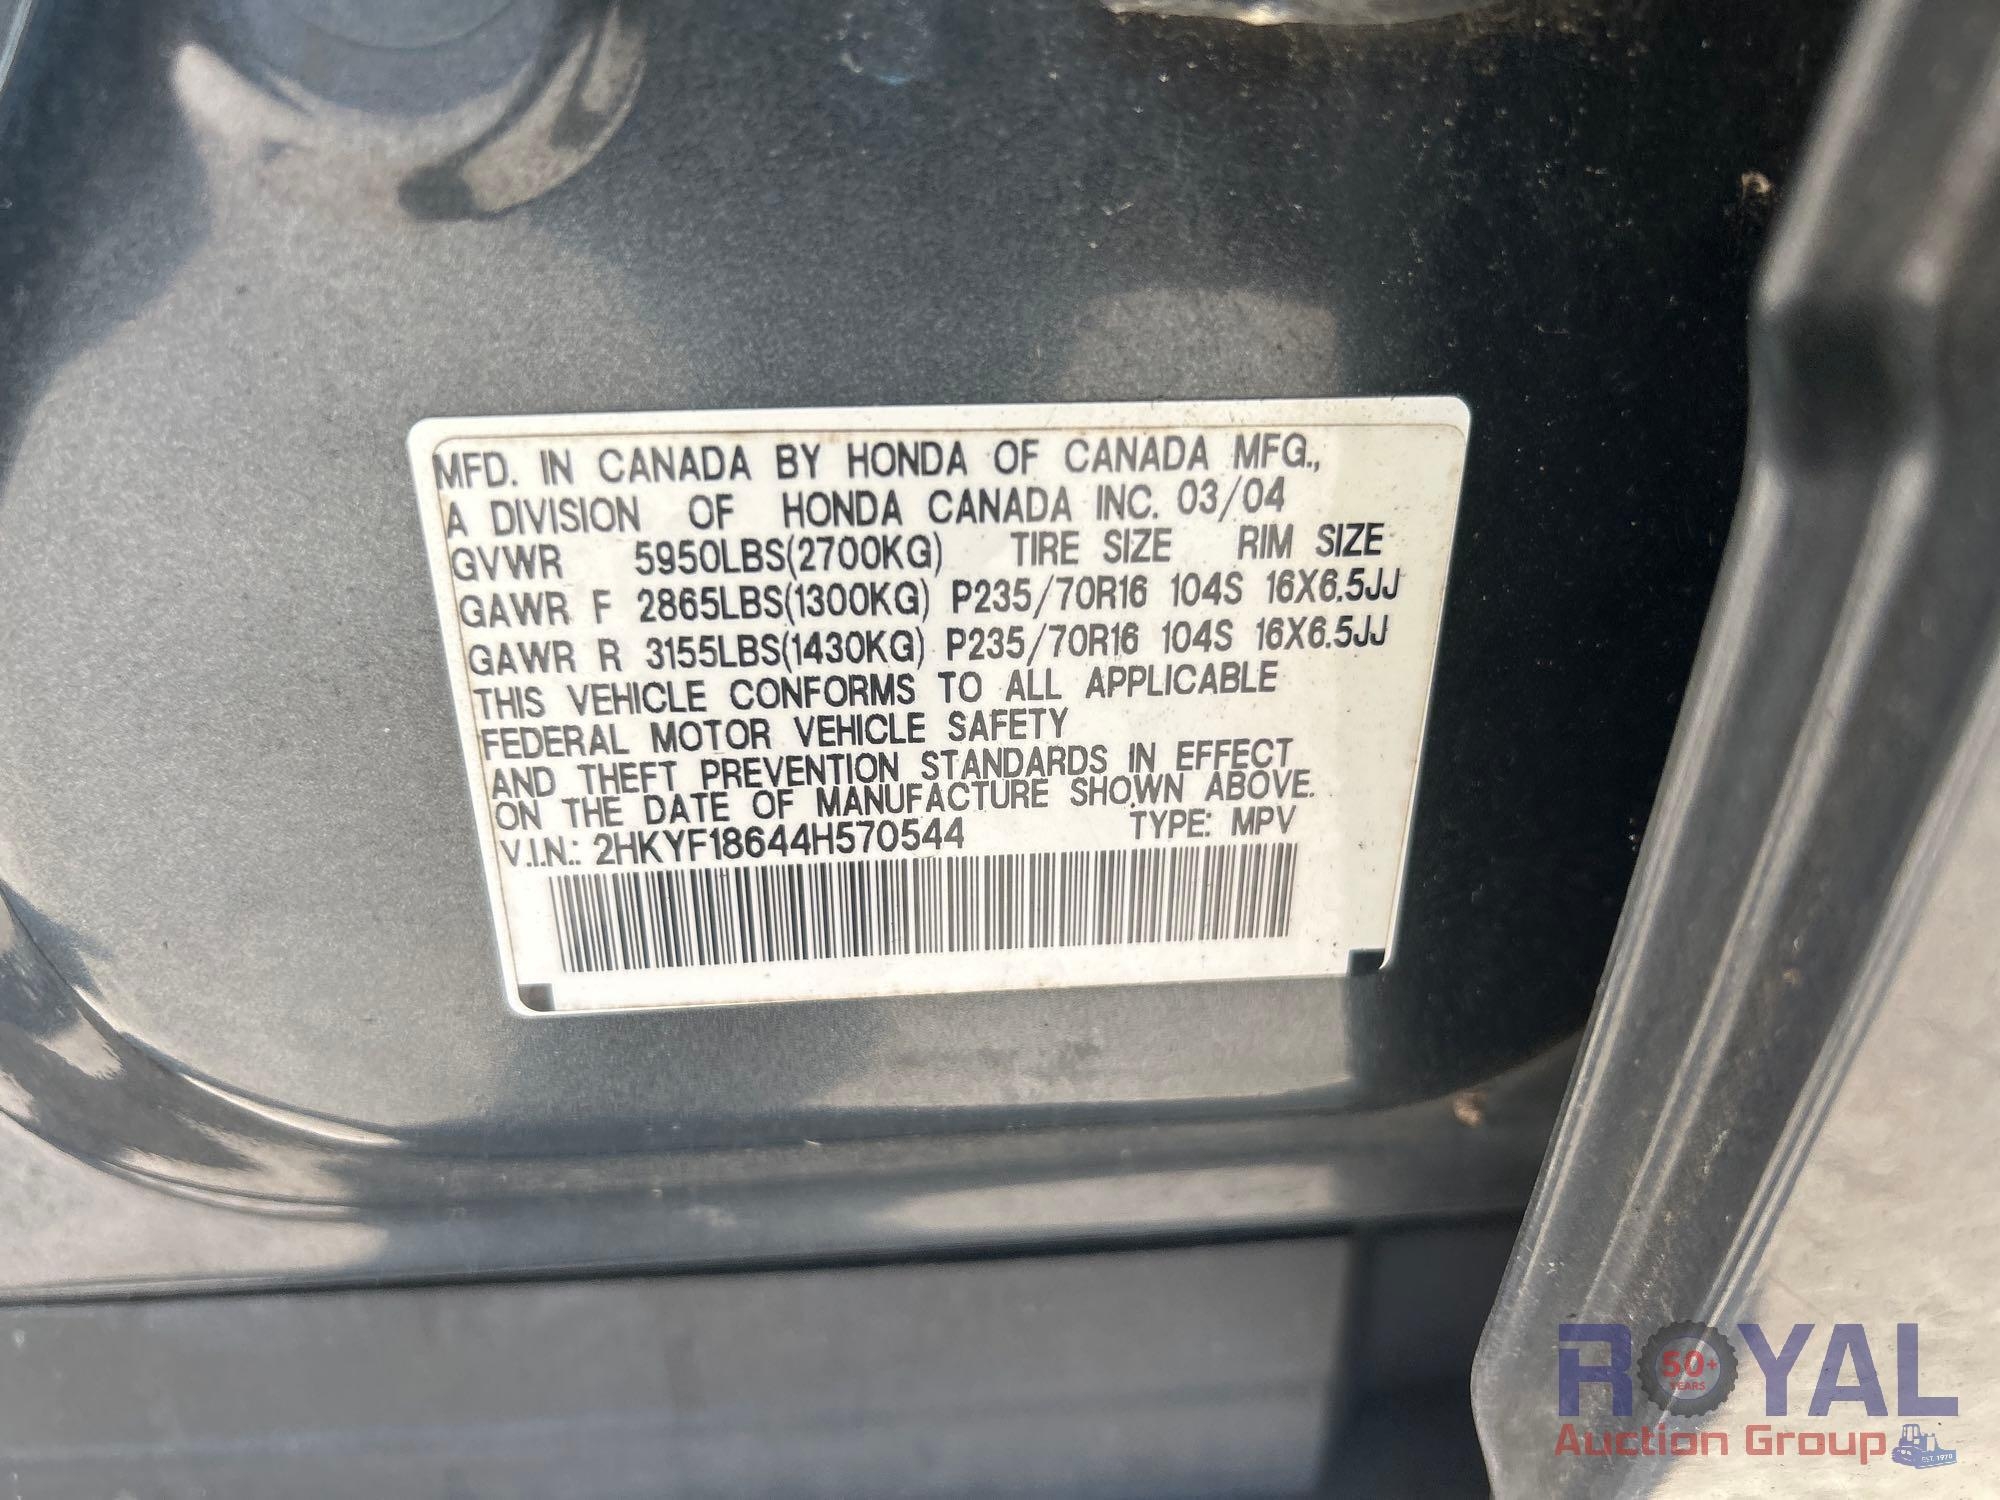 MFD. IN CANADA BY HONDA OF CANADA MFG.,
A DIVISION OF HONDA CANADA INC. 03/04
GVWR 5950LBS(2700KG) TIRE SIZE RIM SIZE
GAWR F 2865LBS(1300KG) P235/70R16 104S 16X6.5JJ
GAWR R 3155LBS(1430KG) P235/70R16 104S 16X6.5JJ
THIS VEHICLE CONFORMS TO ALL APPLICABLE
FEDERAL MOTOR VEHICLE SAFETY
AND THEFT PREVENTION STANDARDS IN EFFECT
ON THE DATE OF MANUFACTURE SHOWN ABOVE.
V.I.N.: 2HKYF18644H570544 TYPE: MPV
ROYAL
50+
YEARS
Auction Group
EST. 1970